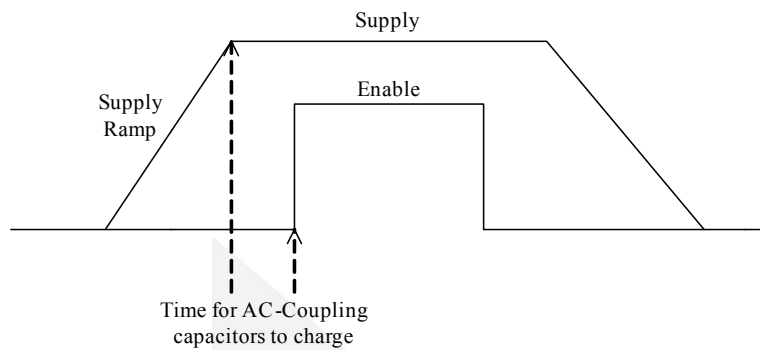 Supply
Enable
Supply
Ramp
Time for AC-Coupling
capacitors to charge